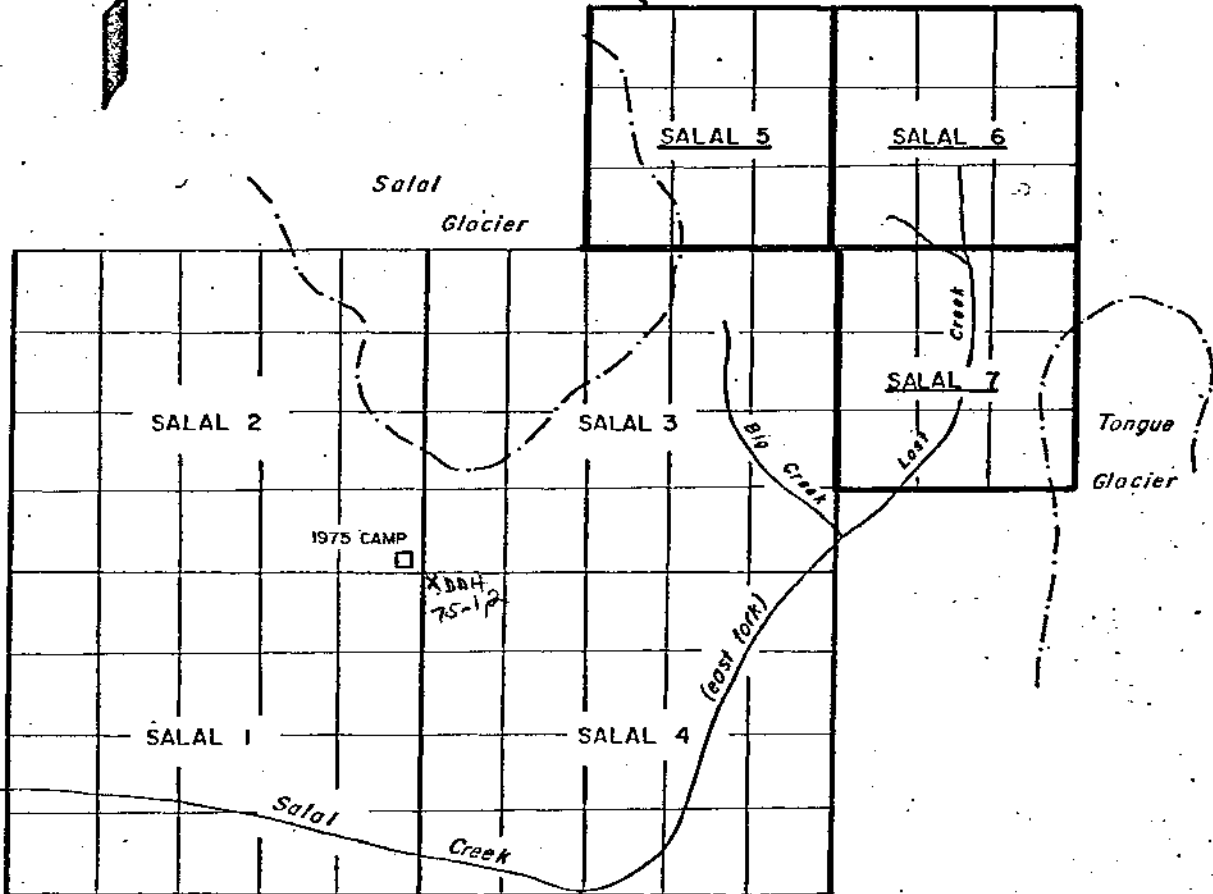 SALAL 5
SALAL 6
Salal
Glacier
Creek
SALAL 7
SALAL 2
SALAL 3
Big Creek
Lost
Tongue
Glacier
1975 CAMP
X DDH
75-1,2
(east fork)
SALAL 1
SALAL 4
Salal
Creek